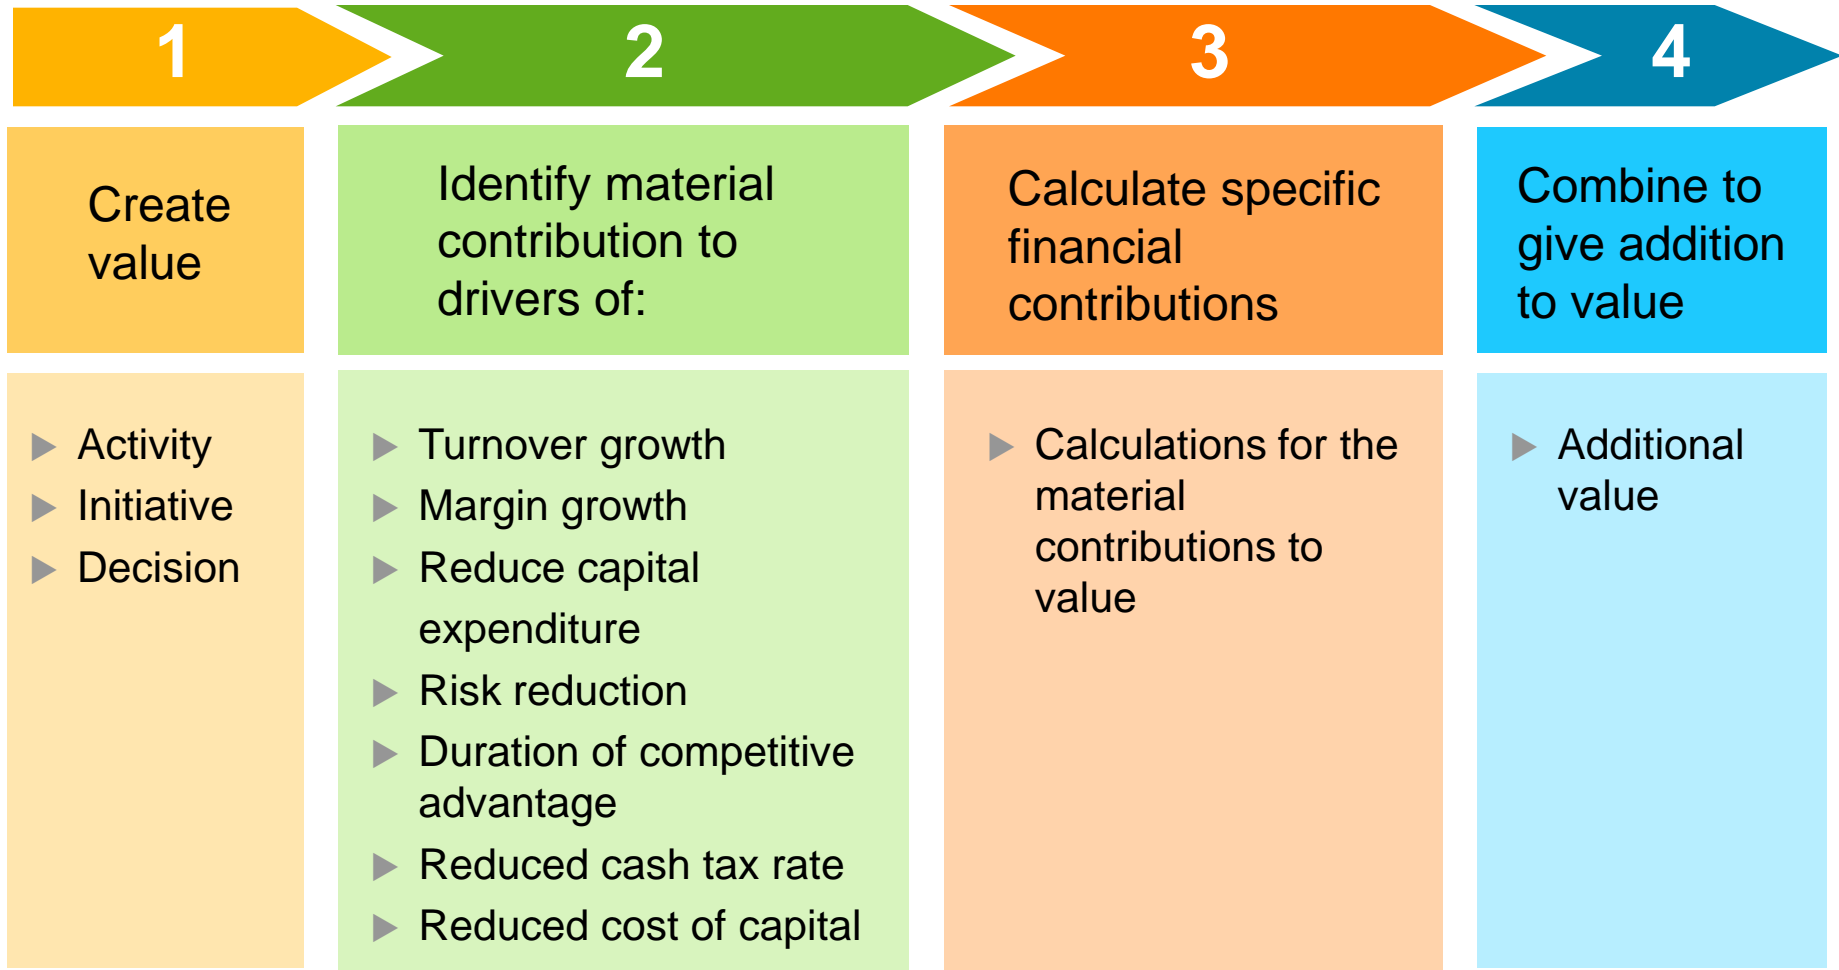 1
2
3
4
Create
value
Identify material
contribution to
drivers of:
Calculate specific
financial
contributions
Combine to
give addition
to value
Activity
Initiative
Decision
Turnover growth
Margin growth
Reduce capital
expenditure
Risk reduction
Duration of competitive
advantage
Reduced cash tax rate
Reduced cost of capital
Calculations for the
material
contributions to
value
Additional
value